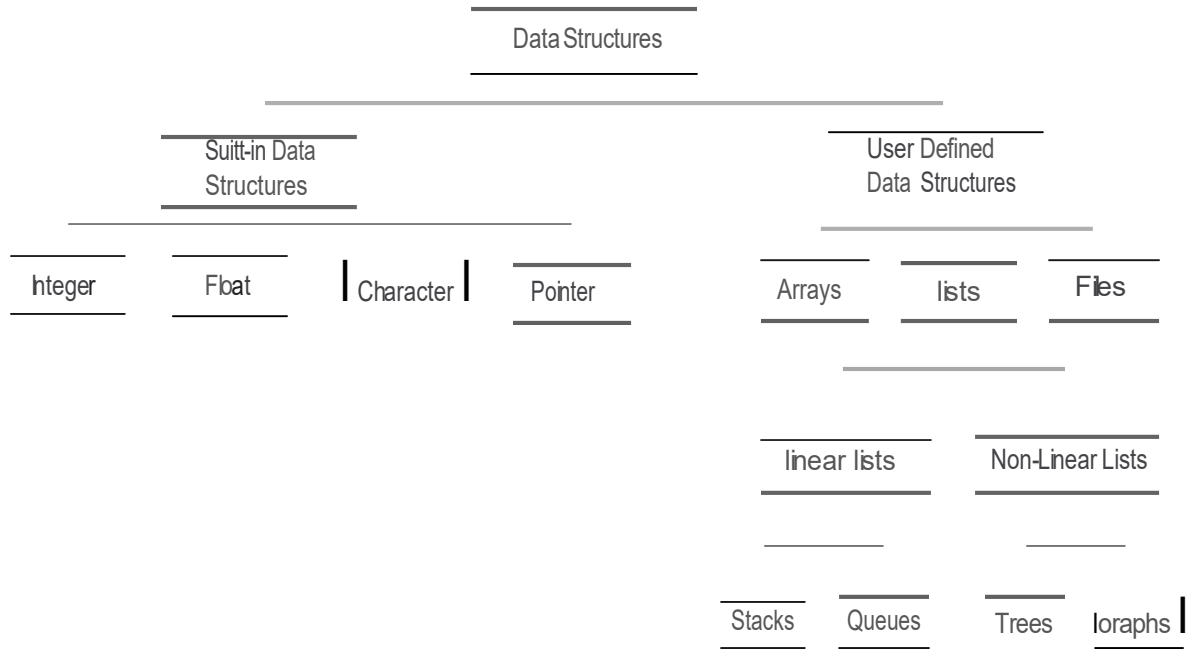 Data Structures
Suitt-in Data
Structures
User Defined
Data Structures
Integer
Float
Character
Pointer
Arrays
lists
Files
linear lists
Non-Linear Lists
Stacks
Queues
Trees
loraphs